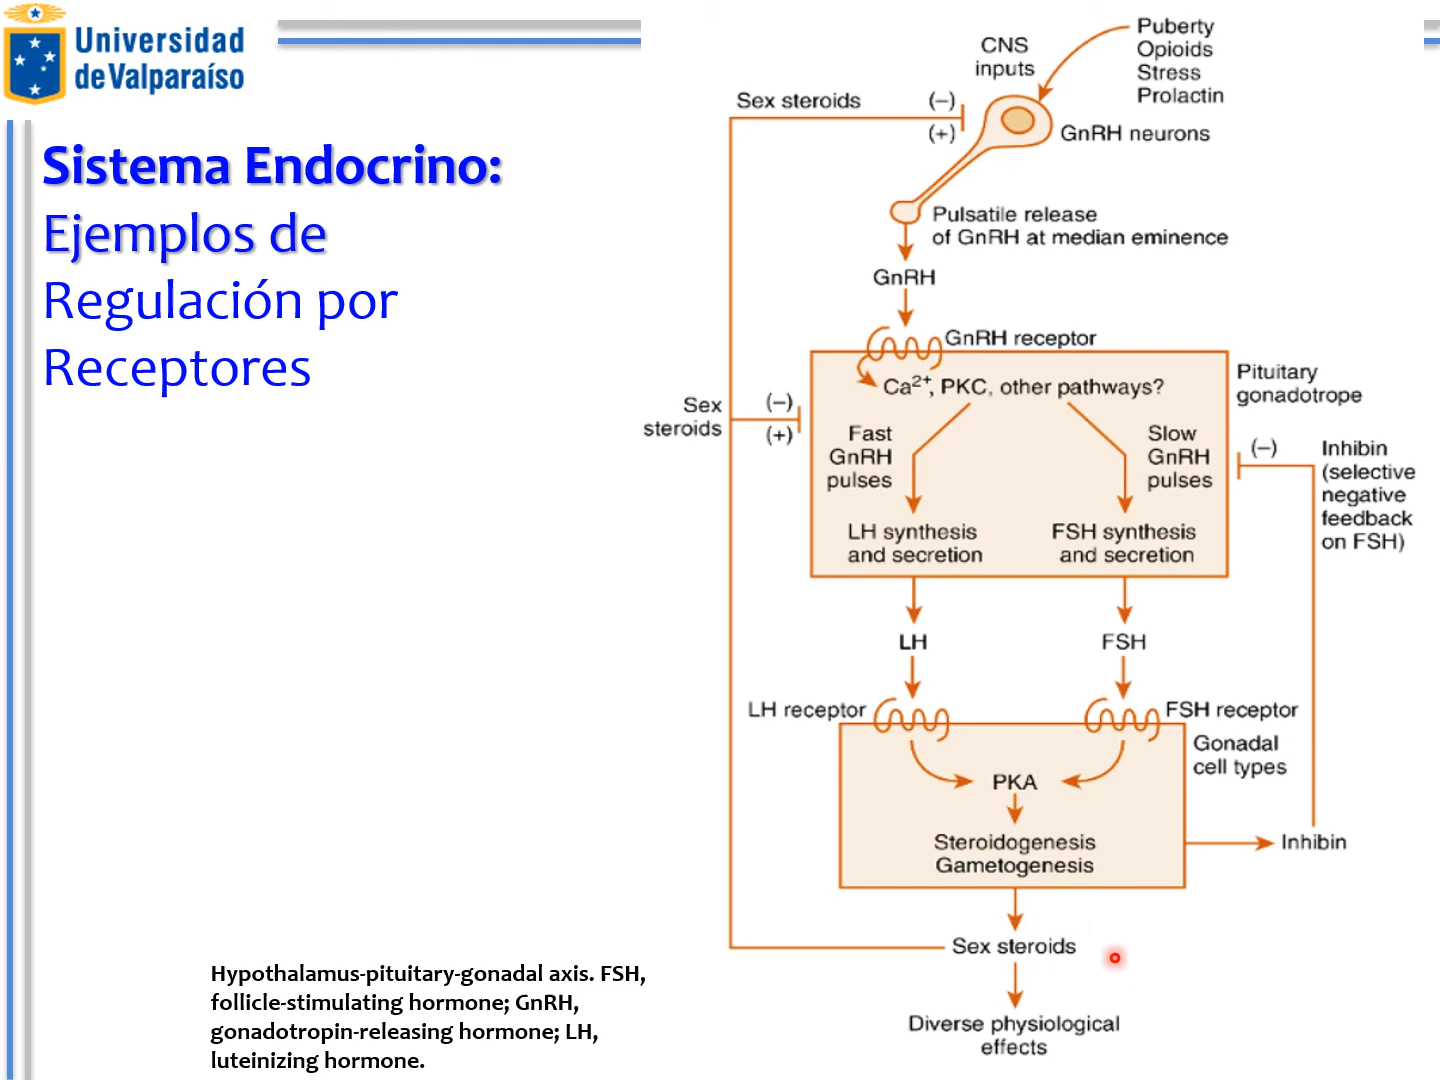 Universidad
de Valparaíso
Sistema Endocrino:
Ejemplos de
Regulación por
Receptores
Puberty
Opioids
Stress
Prolactin
CNS
inputs
Sex steroids
(–)
(+)
GnRH neurons
Pulsatile release
of GnRH at median eminence
GnRH
GnRH receptor
Ca²⁺, PKC, other pathways?
Pituitary
gonadotrope
Sex
steroids
(–)
(+)
Fast
GnRH
pulses
Slow
GnRH
pulses
(–)
Inhibin
(selective
negative
feedback
on FSH)
LH synthesis
and secretion
FSH synthesis
and secretion
LH
FSH
LH receptor
FSH receptor
Gonadal
cell types
PKA
Steroidogenesis
Gametogenesis
Inhibin
Sex steroids
Diverse physiological
effects
Hypothalamus-pituitary-gonadal axis. FSH,
follicle-stimulating hormone; GnRH,
gonadotropin-releasing hormone; LH,
luteinizing hormone.